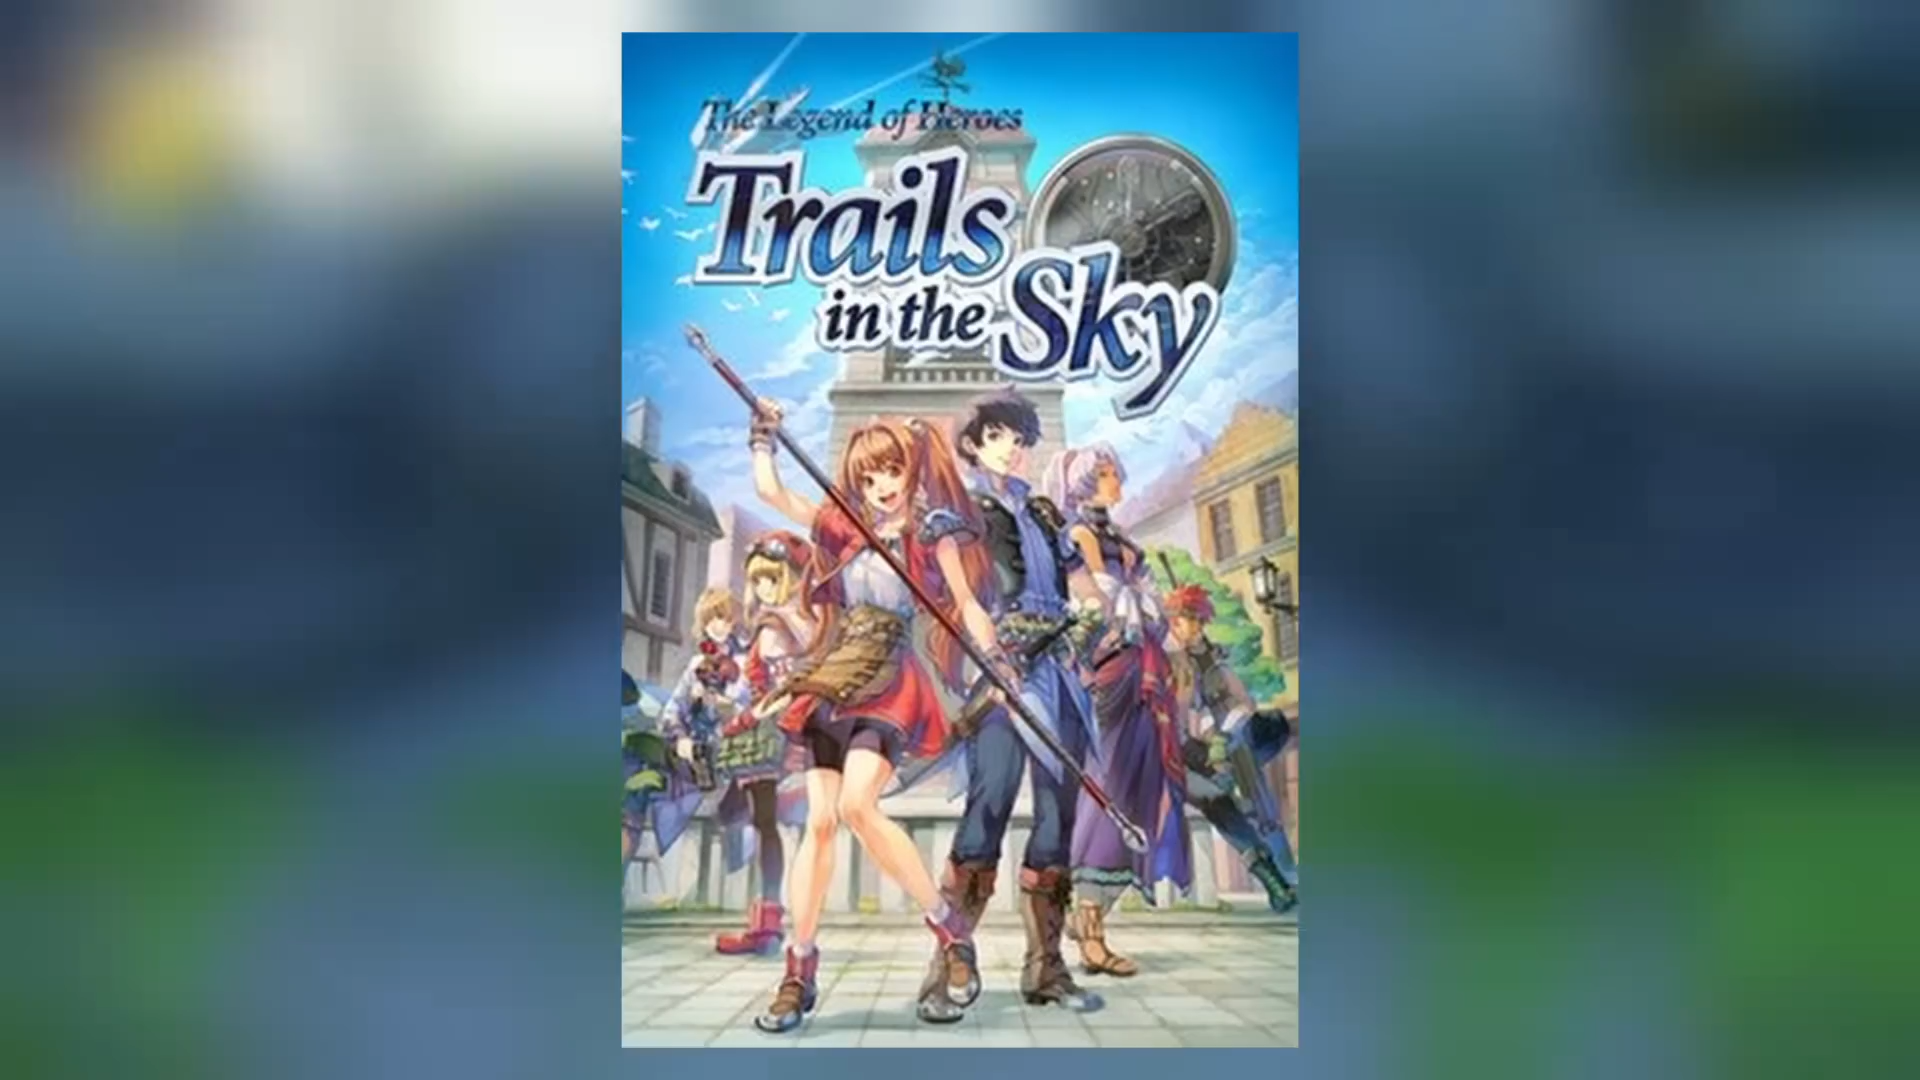 The Legend of Heroes
Trails
in the Sky